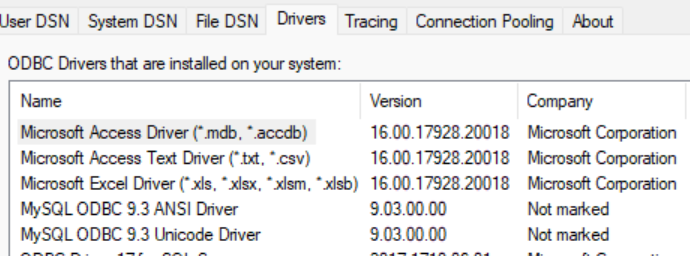 User DSN System DSN File DSN Drivers Tracing Connection Pooling About
ODBC Drivers that are installed on your system:
Name Version Company
Microsoft Access Driver (*.mdb, *.accdb) 16.00.17928.20018 Microsoft Corporation
Microsoft Access Text Driver (*.txt, *.csv) 16.00.17928.20018 Microsoft Corporation
Microsoft Excel Driver (*.xls, *.xlsx, *.xlsm, *.xlsb) 16.00.17928.20018 Microsoft Corporation
MySQL ODBC 9.3 ANSI Driver 9.03.00.00 Not marked
MySQL ODBC 9.3 Unicode Driver 9.03.00.00 Not marked